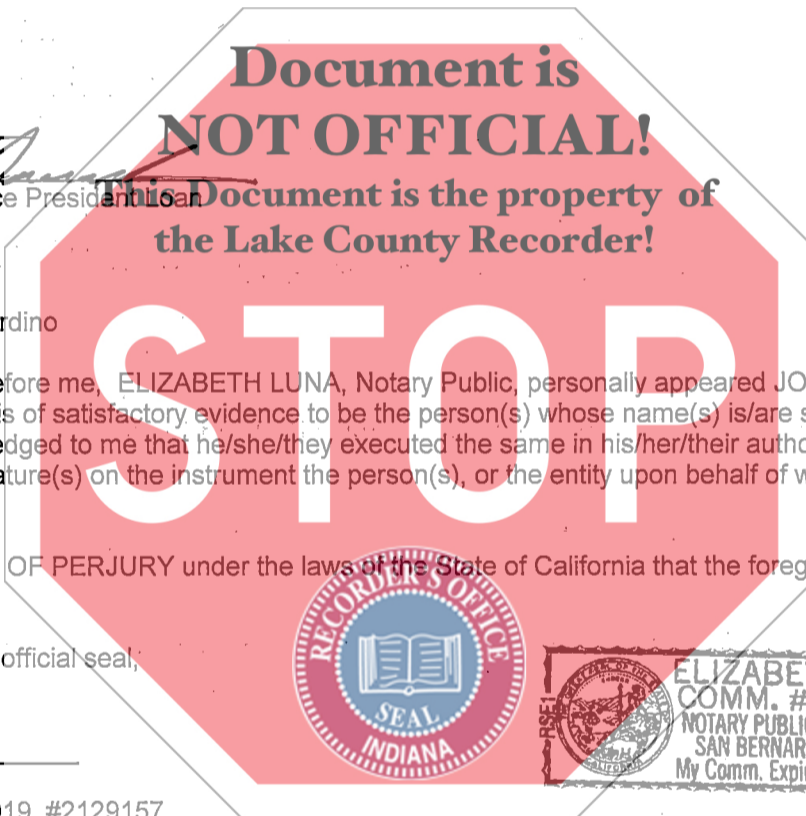 Document is
NOT OFFICIAL!
This Document is the property of
the Lake County Recorder!
e President Loan
rdino
STOP
efore me, ELIZABETH LUNA, Notary Public, personally appeared JO
is of satisfactory evidence to be the person(s) whose name(s) is/are s
edged to me that he/she/they executed the same in his/her/their autho
ature(s) on the instrument the person(s), or the entity upon behalf of w
OF PERJURY under the laws of the State of California that the foreg
RECORDER'S OFFICE
SEAL
INDIANA
official seal,
RSE1
ELIZABE
COMM. #
NOTARY PUBLIC
SAN BERNAR
My Comm. Expi
019 #2129157